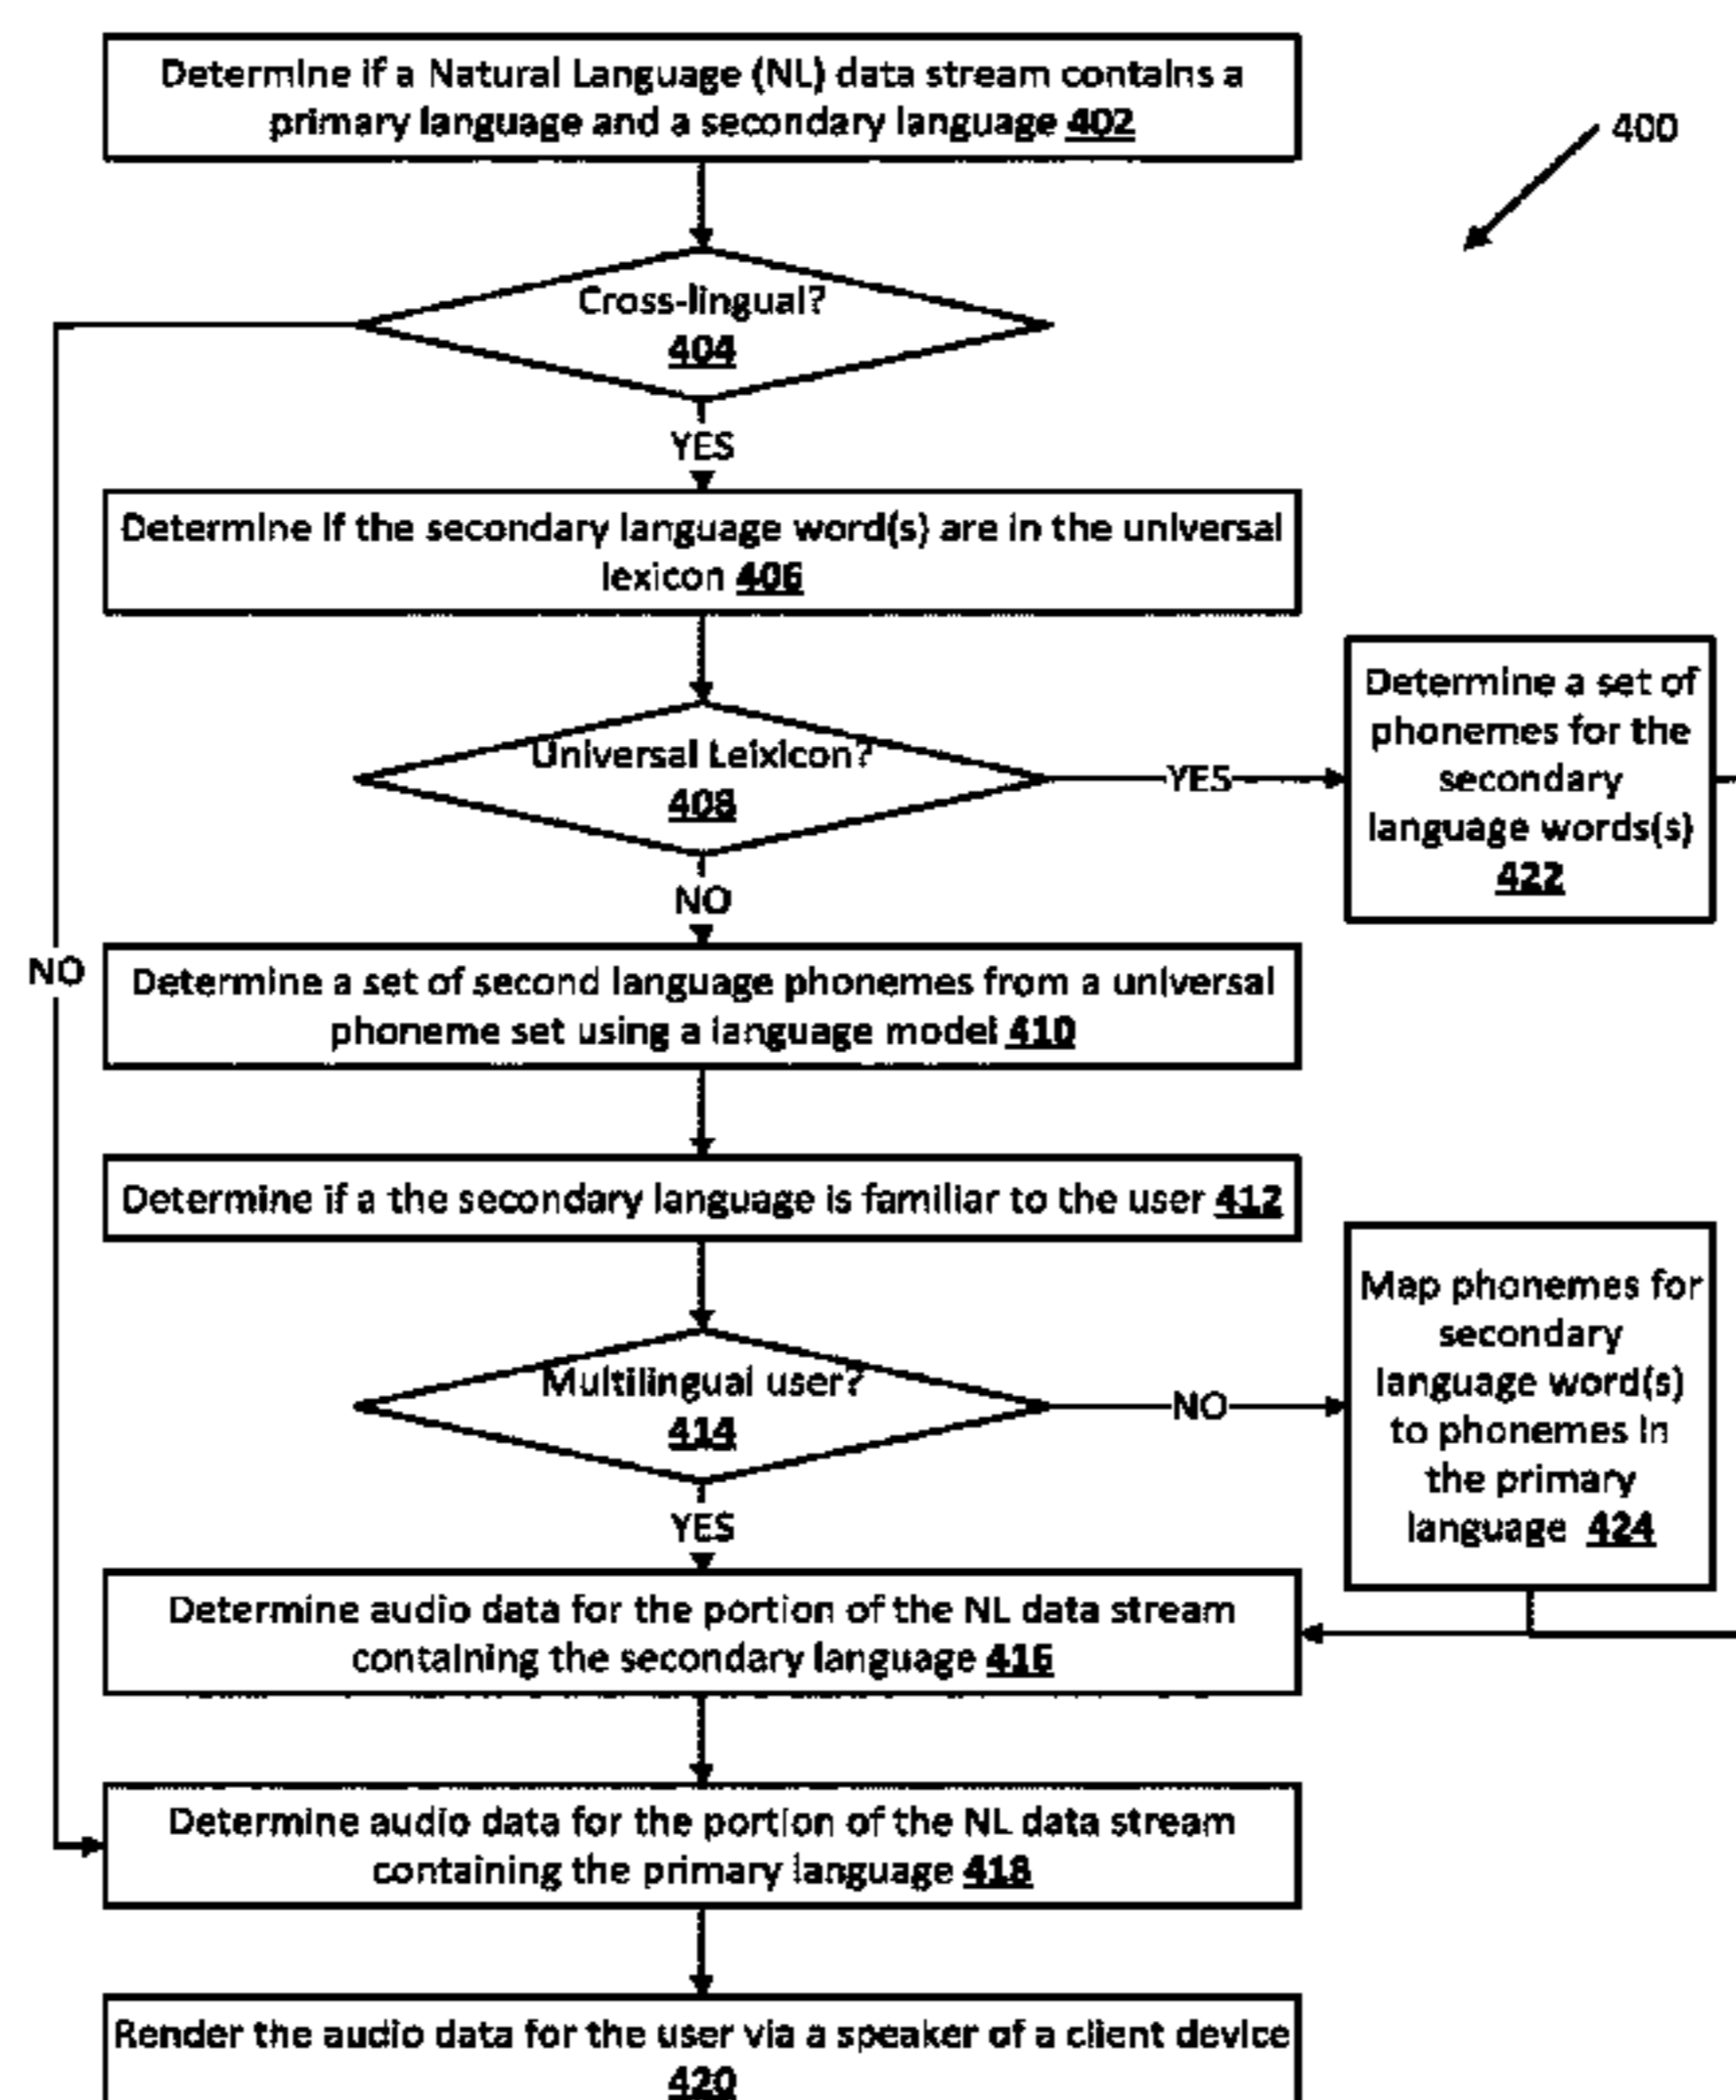 Determine if a Natural Language (NL) data stream contains a
primary language and a secondary language 402
400
Cross-lingual?
404
YES
Determine if the secondary language word(s) are in the universal
lexicon 406
Universal Leixicon?
408
YES
Determine a set of
phonemes for the
secondary
language words(s)
422
NO
NO
Determine a set of second language phonemes from a universal
phoneme set using a language model 410
Determine if a the secondary language is familiar to the user 412
Multilingual user?
414
NO
Map phonemes for
secondary
language word(s)
to phonemes in
the primary
language 424
YES
Determine audio data for the portion of the NL data stream
containing the secondary language 416
Determine audio data for the portion of the NL data stream
containing the primary language 418
Render the audio data for the user via a speaker of a client device
420